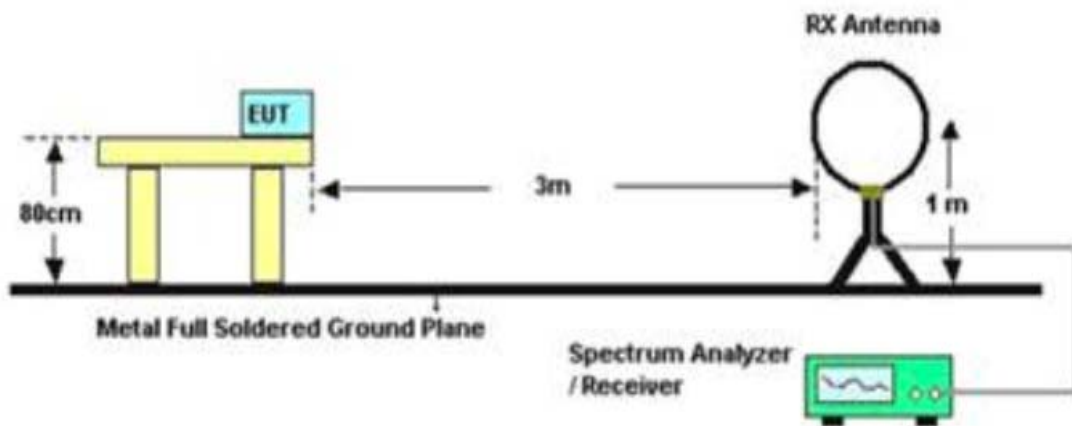 RX Antenna
EUT
80cm
3m
1 m
Metal Full Soldered Ground Plane
Spectrum Analyzer
/ Receiver